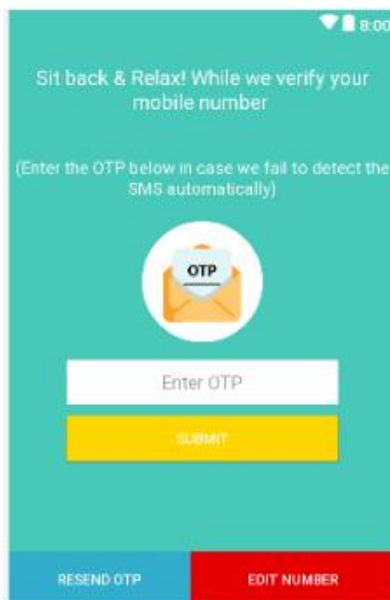 8:00
Sit back & Relax! While we verify your
mobile number
(Enter the OTP below in case we fail to detect the
SMS automatically)
OTP
Enter OTP
SUBMIT
RESEND OTP
EDIT NUMBER